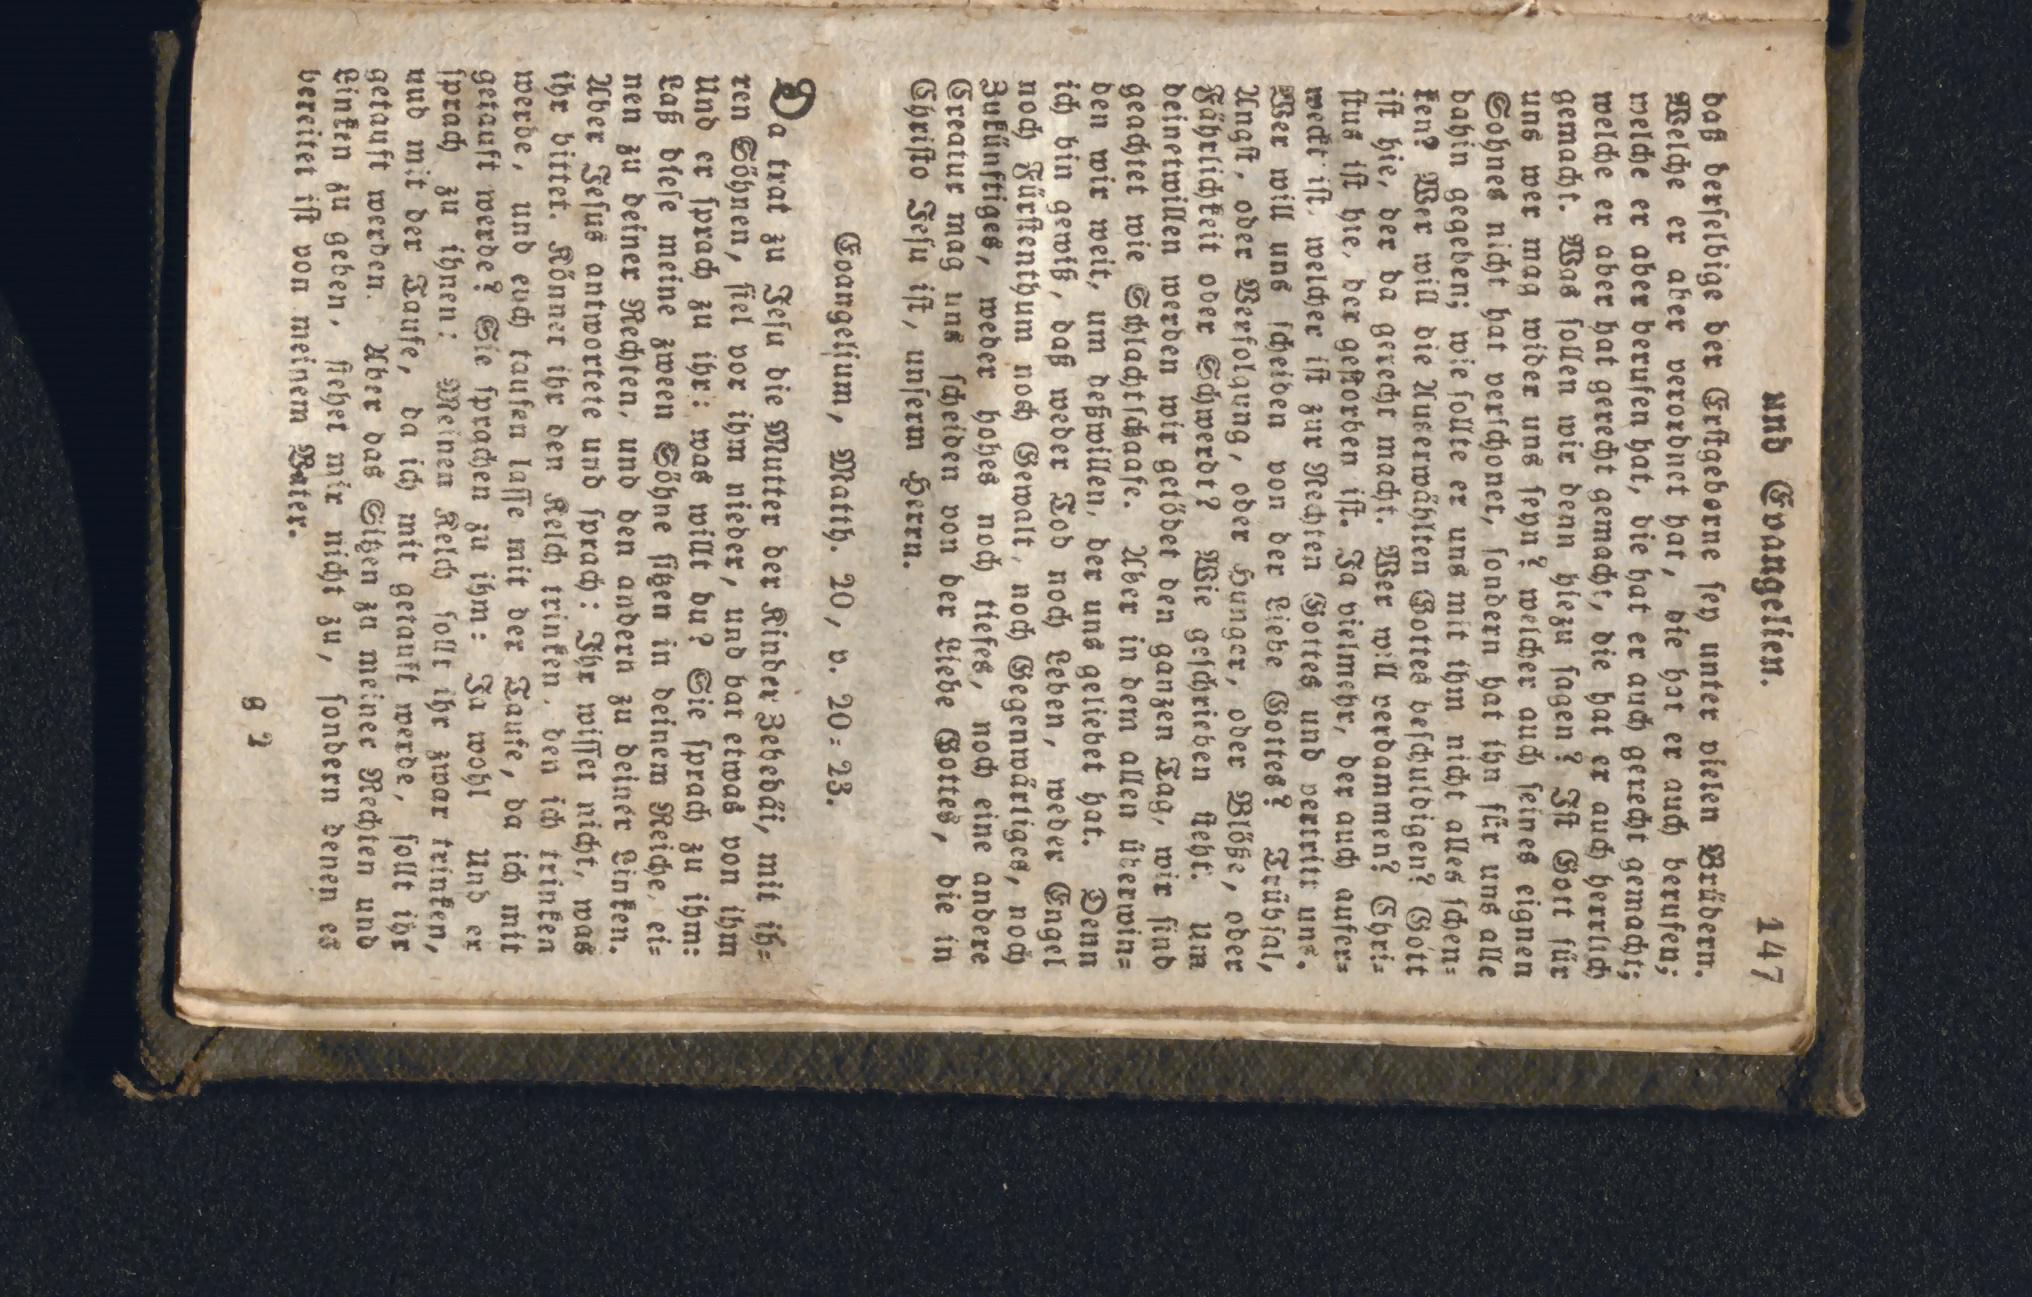 und Evangelien. 147
daß derselbige der Erstgeborne sey unter vielen Brüdern.
Welche er aber verordnet hat, die hat er auch berufen;
welche er aber berufen hat, die hat er auch gerecht gemacht;
welche er aber hat gerecht gemacht, die hat er auch herrlich
gemacht. Was sollen wir denn hiezu sagen? Ist Gott für
uns wer mag wider uns seyn? welcher auch seines eignen
Sohnes nicht hat verschonet, sondern hat ihn für uns alle
dahin gegeben; wie sollte er uns mit ihm nicht alles schen=
ken? Wer will die Auserwählten Gottes beschuldigen? Gott
ist hie, der da gerecht macht. Wer will verdammen? Chri=
stus ist hie, der gestorben ist. Ja vielmehr, der auch aufer=
weckt ist, welcher ist zur Rechten Gottes und vertritt uns.
Wer will uns scheiden von der Liebe Gottes? Trübsal,
Angst, oder Verfolgung, oder Hunger, oder Blöße, oder
Fährlichkeit oder Schwerdt? Wie geschrieben steht. Um
deinetwillen werden wir getödet den ganzen Tag, wir sind
geachtet wie Schlachtschaafe. Aber in dem allen überwin=
den wir weit, um deßwillen, der uns geliebet hat. Denn
ich bin gewiß, daß weder Tod noch Leben, weder Engel
noch Fürstenthum noch Gewalt, noch Gegenwärtiges, noch
Zukünftiges, weder hohes noch tiefes, noch eine andere
Creatur mag uns scheiden von der Liebe Gottes, die in
Christo Jesu ist, unserm Herrn.
Evangelium, Matth. 20, v. 20=23.
Da trat zu Jesu die Mutter der Kinder Zebedäi, mit ih=
ren Söhnen, fiel vor ihm nieder, und bat etwas von ihm
Und er sprach zu ihr: was willt du? Sie sprach zu ihm:
Laß diese meine zween Söhne sitzen in deinem Reiche, ei=
nen zu deiner Rechten, und den andern zu deiner Linken.
Aber Jesus antwortete und sprach: Ihr wisset nicht, was
ihr bittet. Könnet ihr den Kelch trinken, den ich trinken
werde, und euch taufen lasse mit der Taufe, da ich mit
getauft werde? Sie sprachen zu ihm: Ja wohl Und er
sprach zu ihnen: Meinen Kelch sollt ihr zwar trinken,
und mit der Taufe, da ich mit getauft werde, sollt ihr
getauft werden. Aber das Sitzen zu meiner Rechten und
Linken zu geben, stehet mir nicht zu, sondern denen es
bereitet ist von meinem Vater.
g 2